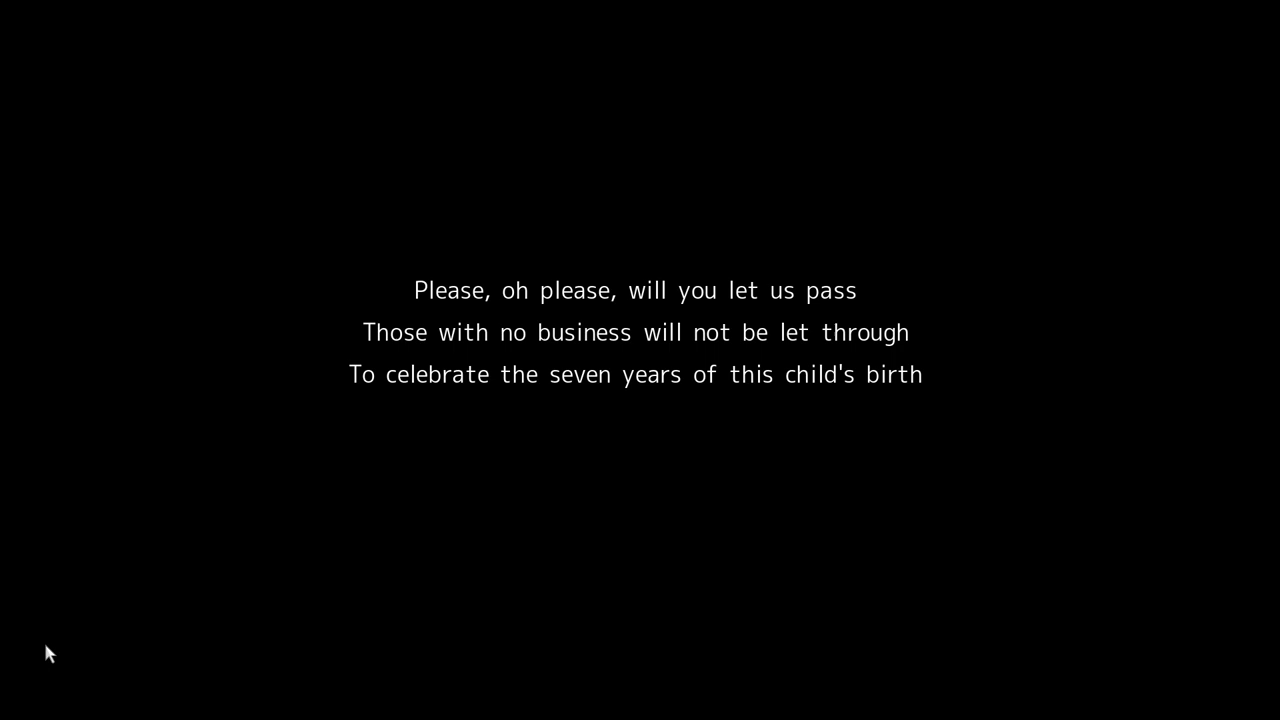 Please, oh please, will you let us pass
Those with no business will not be let through
To celebrate the seven years of this child's birth